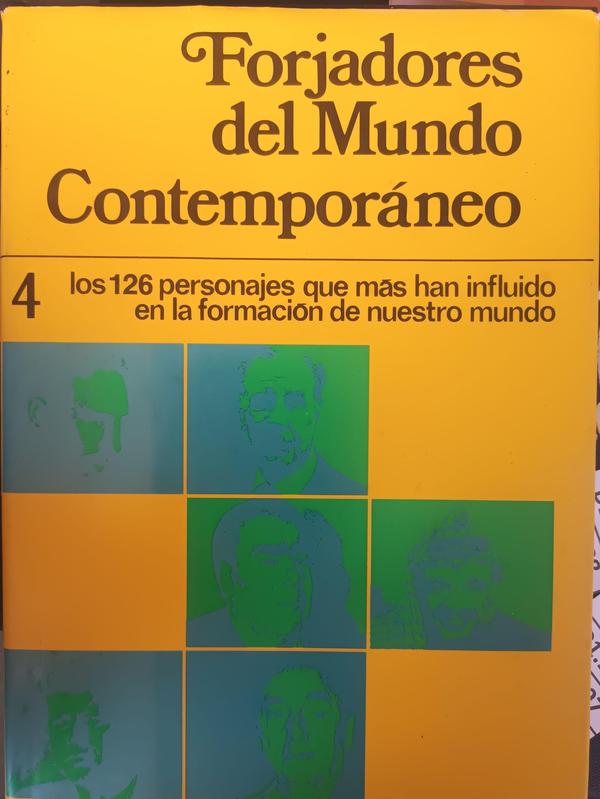 Forjadores
del Mundo
Contemporáneo
4
los 126 personajes que más han influido
en la formación de nuestro mundo